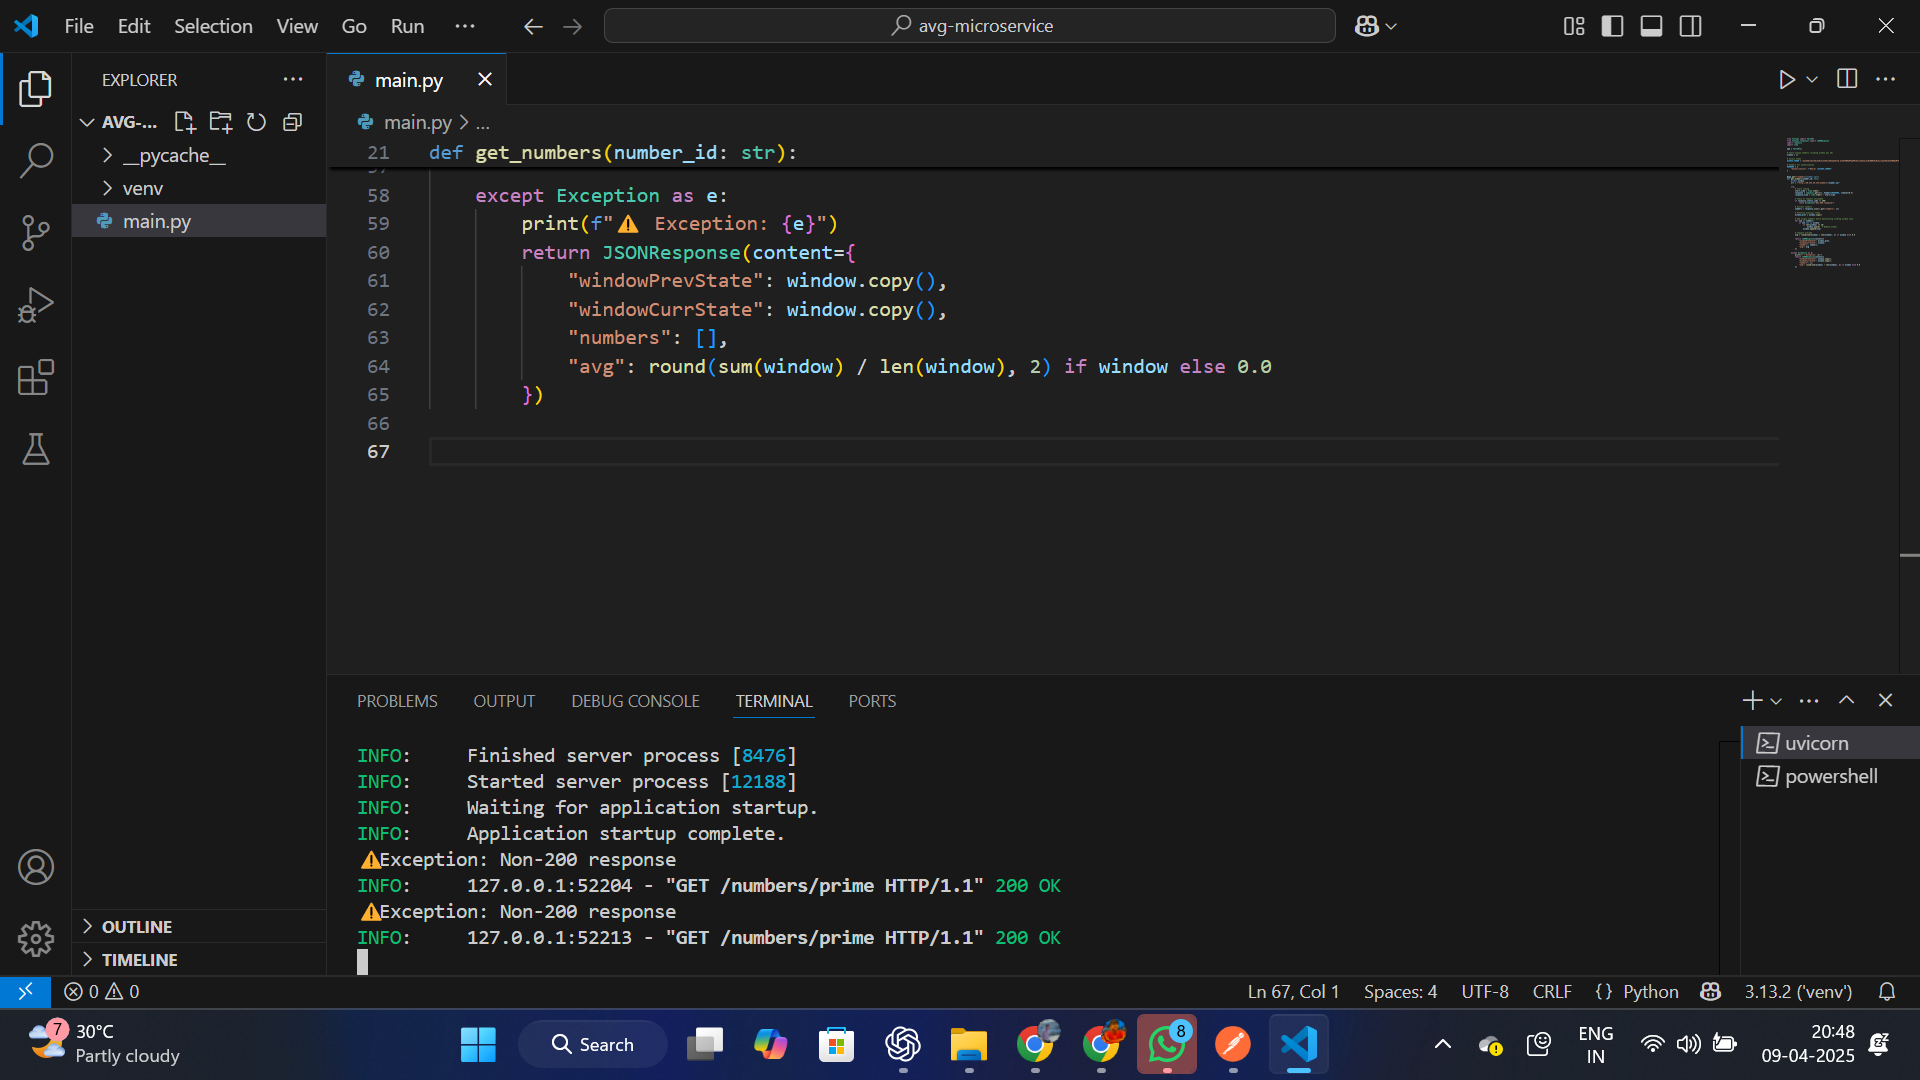 File Edit Selection View Go Run ···
avg-microservice
EXPLORER
AVG-...
__pycache__
venv
main.py
OUTLINE
TIMELINE
main.py
main.py > ...
21 def get_numbers(number_id: str):
58 except Exception as e:
59 print(f"⚠️ Exception: {e}")
60 return JSONResponse(content={
61 "windowPrevState": window.copy(),
62 "windowCurrState": window.copy(),
63 "numbers": [],
64 "avg": round(sum(window) / len(window), 2) if window else 0.0
65 })
66
67
PROBLEMS OUTPUT DEBUG CONSOLE TERMINAL PORTS
INFO: Finished server process [8476]
INFO: Started server process [12188]
INFO: Waiting for application startup.
INFO: Application startup complete.
⚠️Exception: Non-200 response
INFO: 127.0.0.1:52204 - "GET /numbers/prime HTTP/1.1" 200 OK
⚠️Exception: Non-200 response
INFO: 127.0.0.1:52213 - "GET /numbers/prime HTTP/1.1" 200 OK
uvicorn
powershell
0 0
Ln 67, Col 1 Spaces: 4 UTF-8 CRLF {} Python 3.13.2 ('venv')
7
30°C
Partly cloudy
Search
8
ENG
IN
20:48
09-04-2025